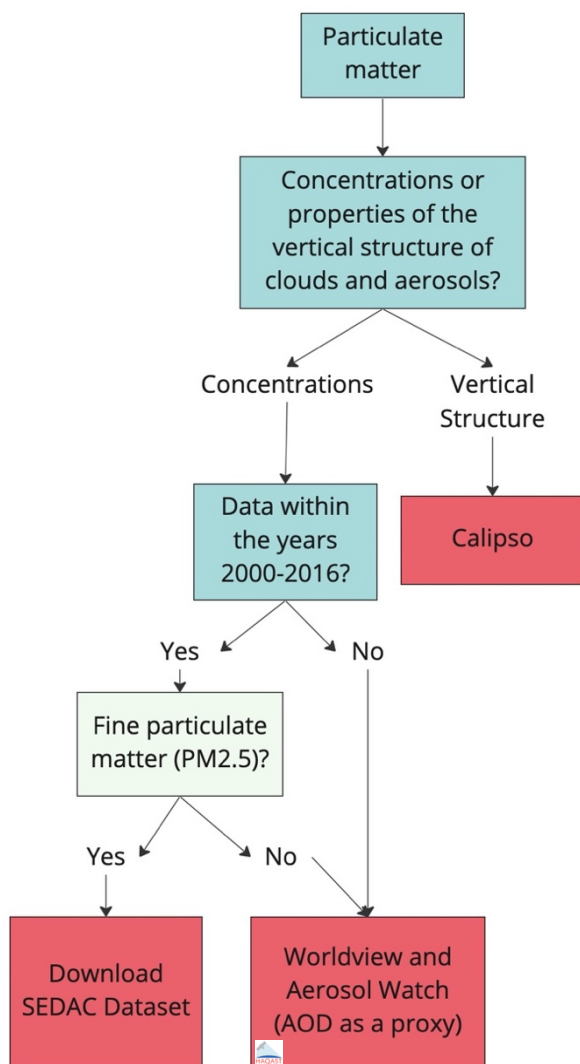 Particulate
matter
Concentrations or
properties of the
vertical structure of
clouds and aerosols?
Concentrations
Vertical
Structure
Data within
the years
2000-2016?
Calipso
Yes
No
Fine particulate
matter (PM2.5)?
Yes
No
Download
SEDAC Dataset
Worldview and
Aerosol Watch
(AOD as a proxy)
HAQAST